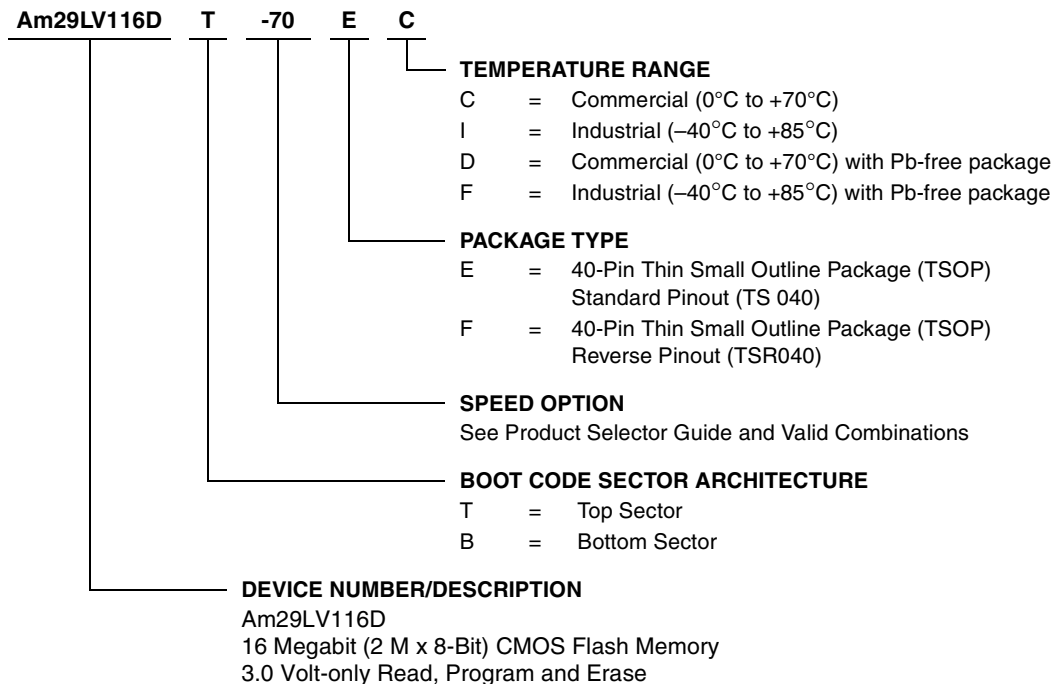 Am29LV116D T -70 E C
TEMPERATURE RANGE
C = Commercial (0°C to +70°C)
I = Industrial (–40°C to +85°C)
D = Commercial (0°C to +70°C) with Pb-free package
F = Industrial (–40°C to +85°C) with Pb-free package
PACKAGE TYPE
E = 40-Pin Thin Small Outline Package (TSOP)
Standard Pinout (TS 040)
F = 40-Pin Thin Small Outline Package (TSOP)
Reverse Pinout (TSR040)
SPEED OPTION
See Product Selector Guide and Valid Combinations
BOOT CODE SECTOR ARCHITECTURE
T = Top Sector
B = Bottom Sector
DEVICE NUMBER/DESCRIPTION
Am29LV116D
16 Megabit (2 M x 8-Bit) CMOS Flash Memory
3.0 Volt-only Read, Program and Erase